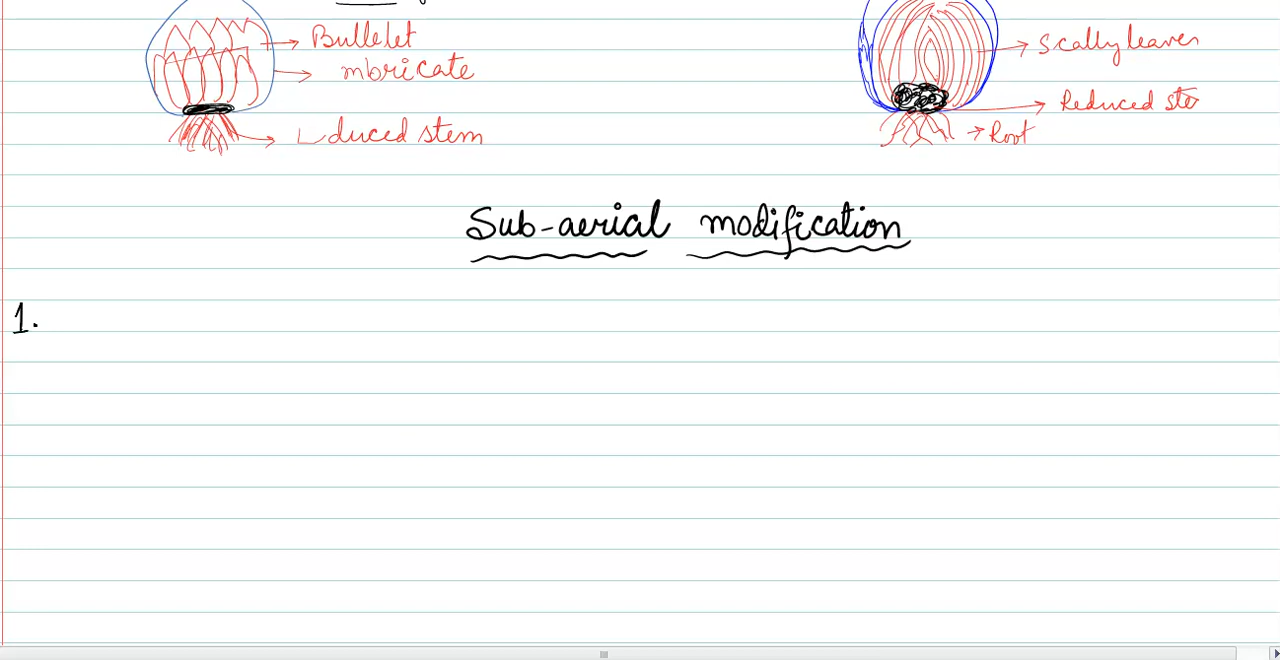 Bullelet
mbricate
duced stem
Scally leaves
Reduced ste
Root
Sub-aerial modification
1.